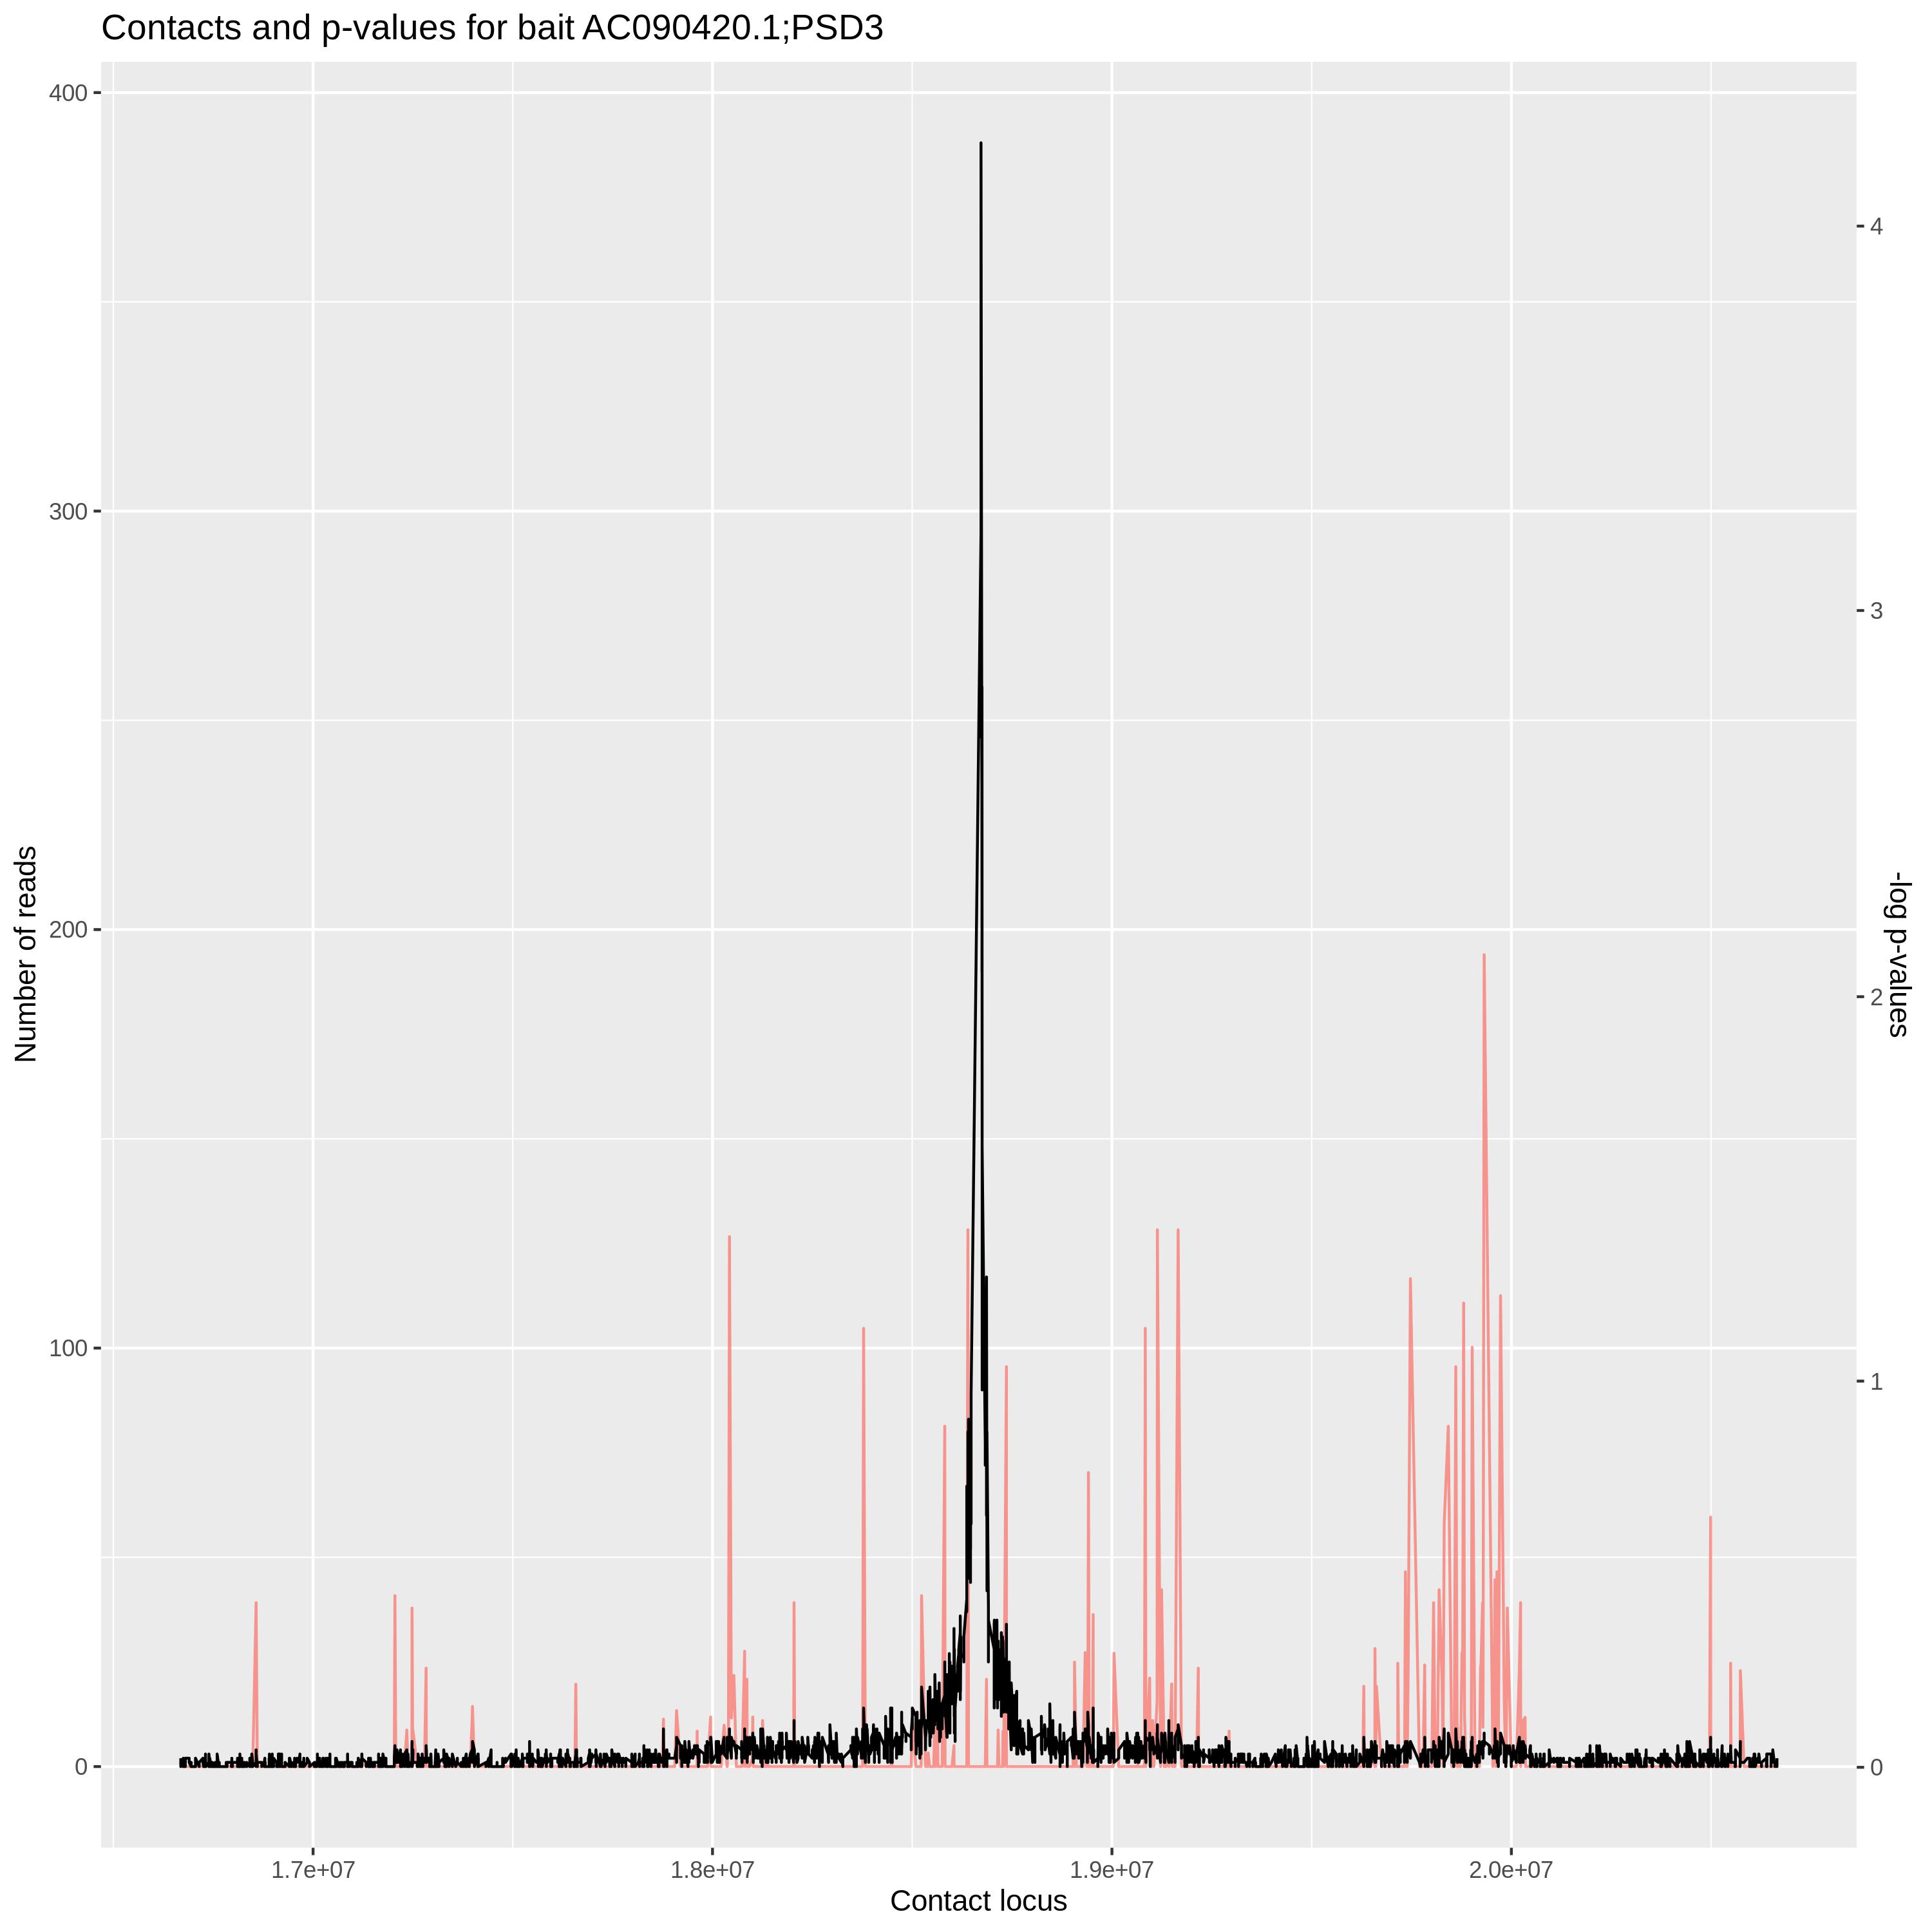 Contacts and p-values for bait AC090420.1;PSD3
400
300
200
100
0
Number of reads
4
3
2
1
0
-log p-values
1.7e+07
1.8e+07
1.9e+07
2.0e+07
Contact locus